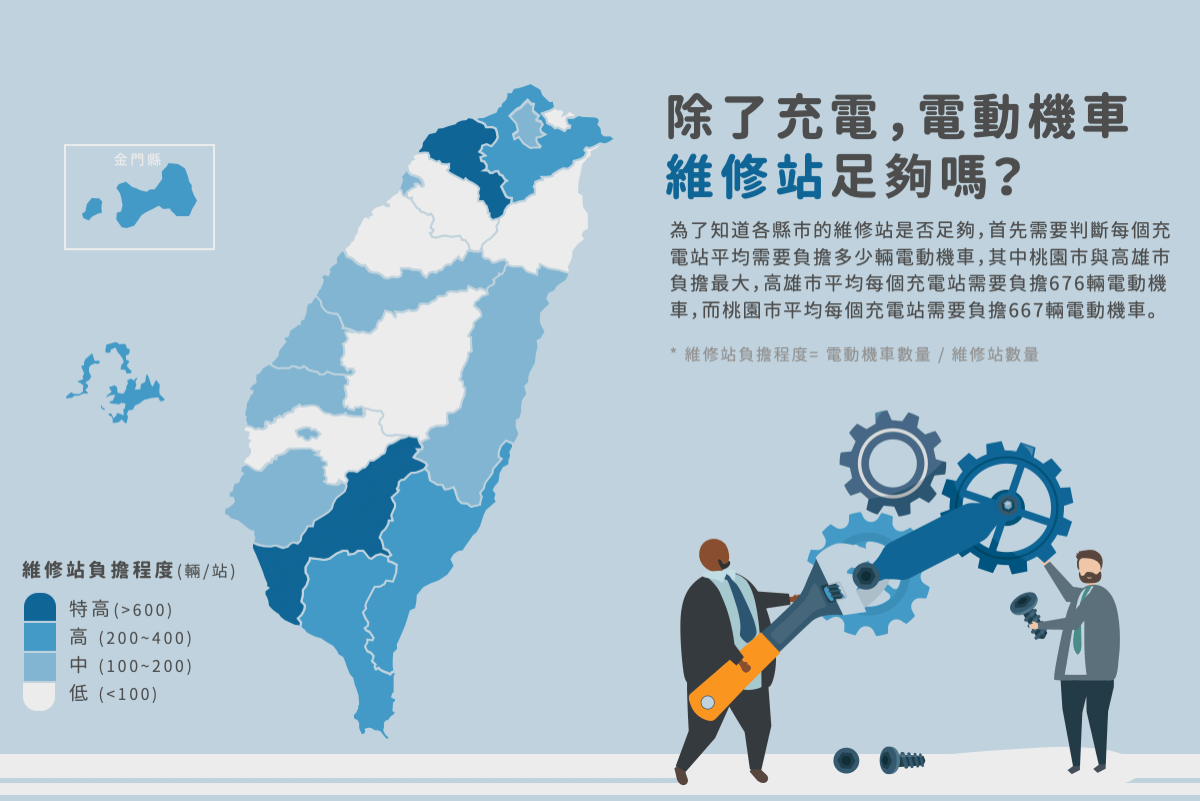 除了充電,電動機車
維修站足夠嗎?
為了知道各縣市的維修站是否足夠,首先需要判斷每個充
電站平均需要負擔多少輛電動機車,其中桃園市與高雄市
負擔最大,高雄市平均每個充電站需要負擔676輛電動機
車,而桃園市平均每個充電站需要負擔667輛電動機車。
* 維修站負擔程度= 電動機車數量 / 維修站數量
金門縣
維修站負擔程度(輛/站)
特高(>600)
高 (200~400)
中 (100~200)
低 (<100)